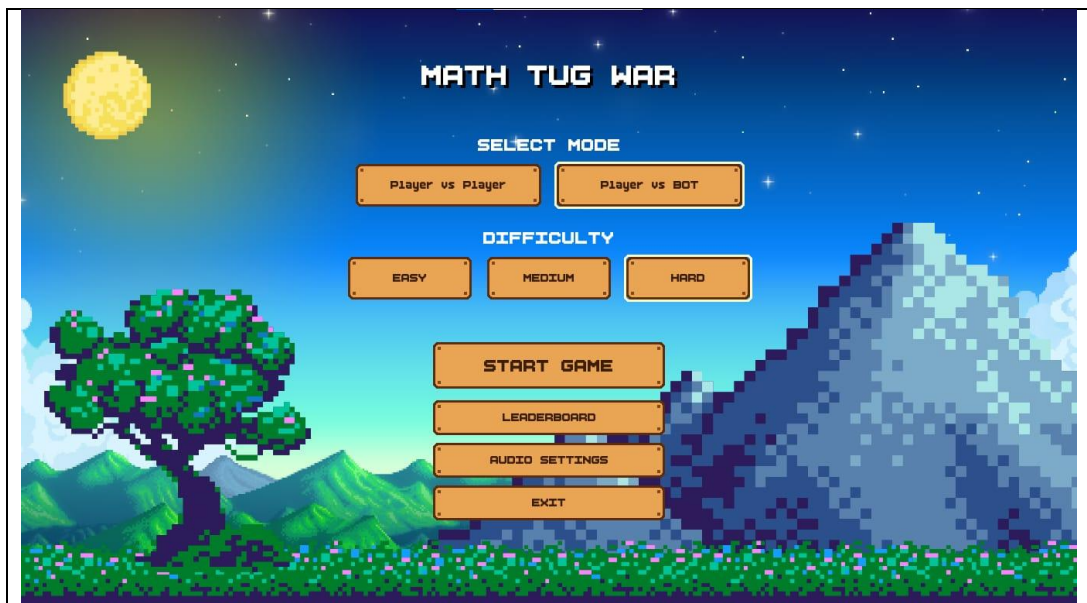 MATH TUG WAR
SELECT MODE
Player vs Player Player vs BOT
DIFFICULTY
EASY MEDIUM HARD
START GAME
LEADERBOARD
AUDIO SETTINGS
EXIT